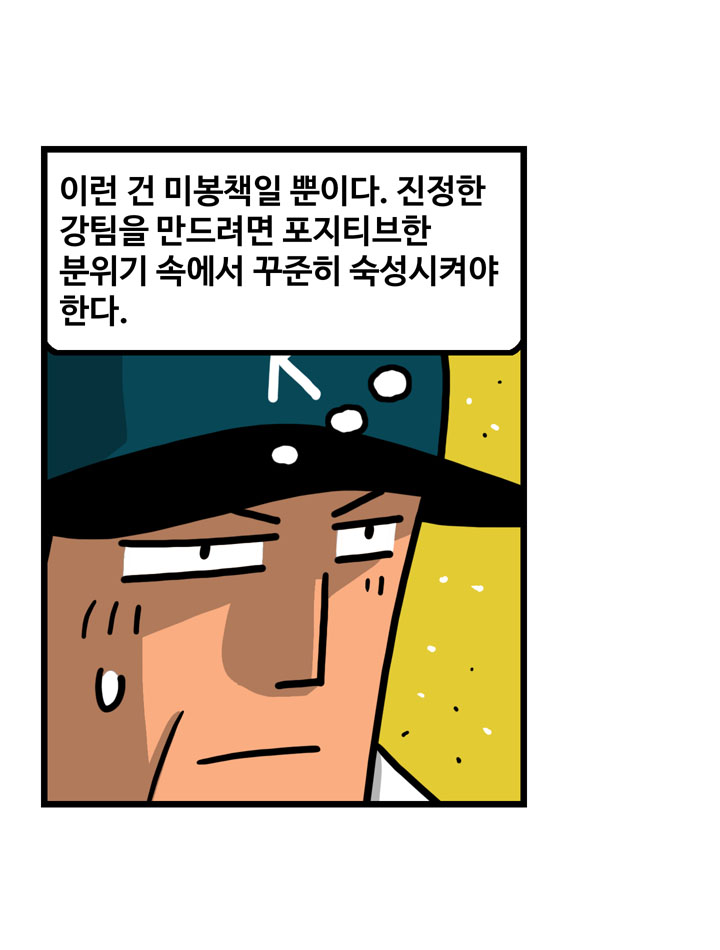 이런 건 미봉책일 뿐이다. 진정한
강팀을 만드려면 포지티브한
분위기 속에서 꾸준히 숙성시켜야
한다.
K